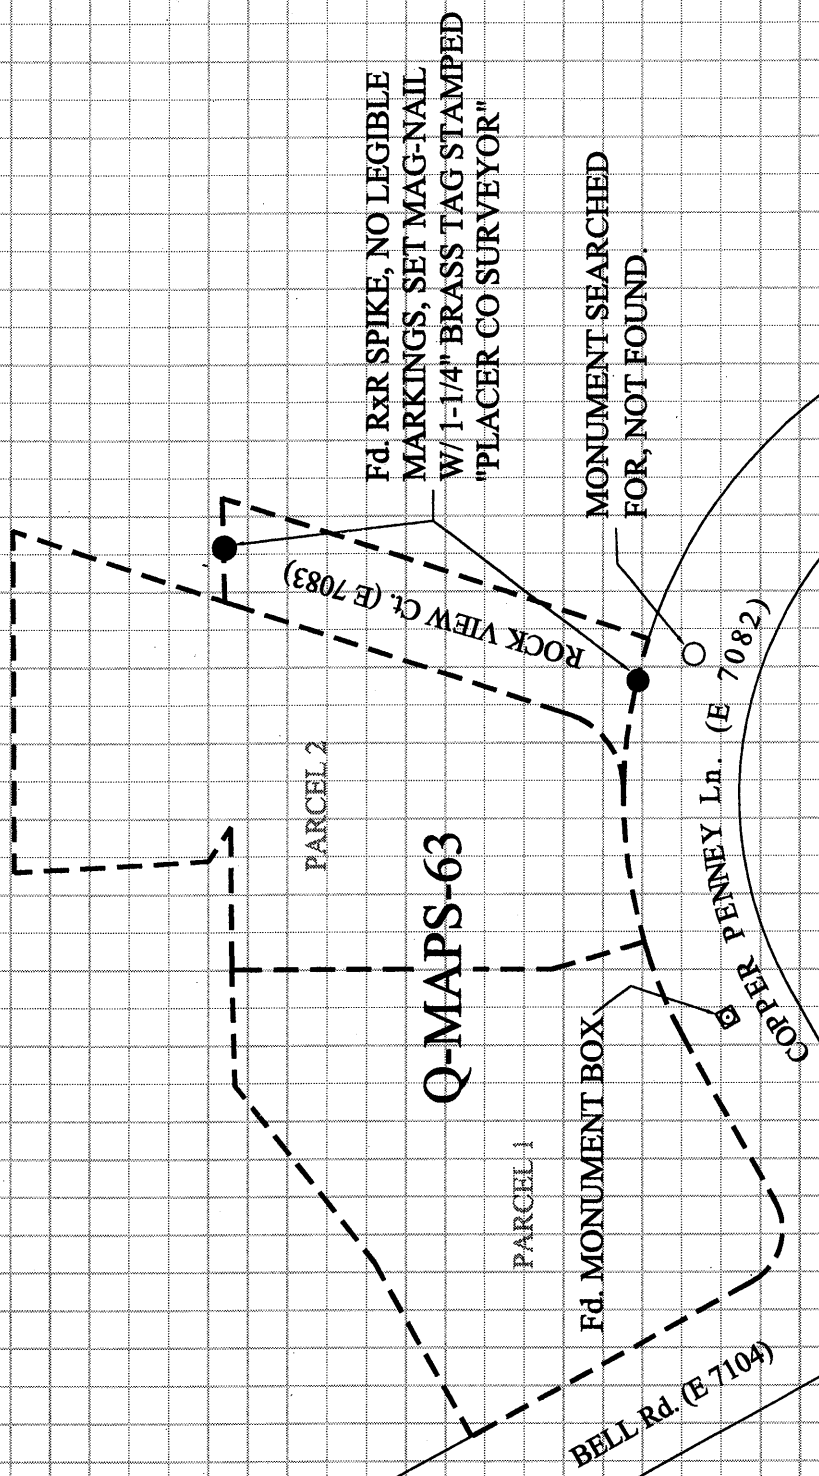 Fd. RxR SPIKE, NO LEGIBLE
MARKINGS, SET MAG-NAIL
W/ 1-1/4" BRASS TAG STAMPED
"PLACER CO SURVEYOR"
MONUMENT SEARCHED
FOR, NOT FOUND.
ROCK VIEW Ct. (E 7083)
PARCEL 2
Q-MAPS-63
COPPER PENNEY Ln. (E 7082)
PARCEL 1
Fd. MONUMENT BOX
BELL Rd. (E 7104)